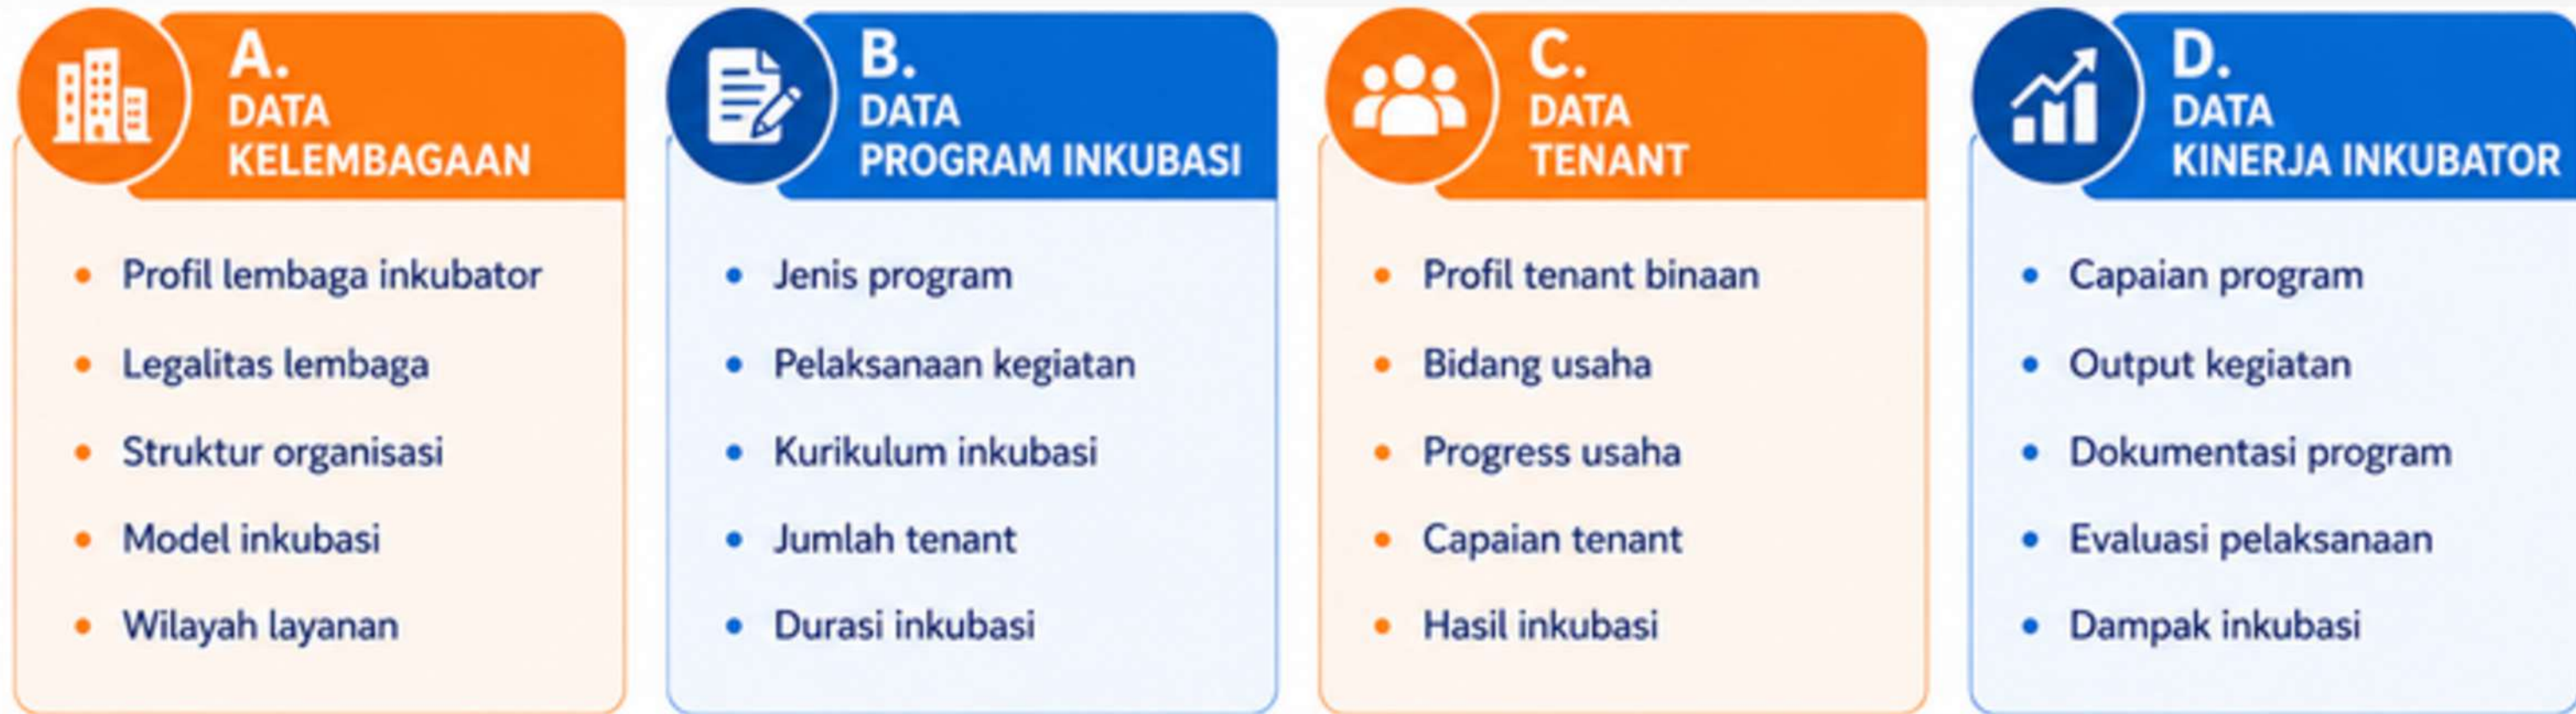 A.
DATA
KELEMBAGAAN
Profil lembaga inkubator
Legalitas lembaga
Struktur organisasi
Model inkubasi
Wilayah layanan
B.
DATA
PROGRAM INKUBASI
Jenis program
Pelaksanaan kegiatan
Kurikulum inkubasi
Jumlah tenant
Durasi inkubasi
C.
DATA
TENANT
Profil tenant binaan
Bidang usaha
Progress usaha
Capaian tenant
Hasil inkubasi
D.
DATA
KINERJA INKUBATOR
Capaian program
Output kegiatan
Dokumentasi program
Evaluasi pelaksanaan
Dampak inkubasi